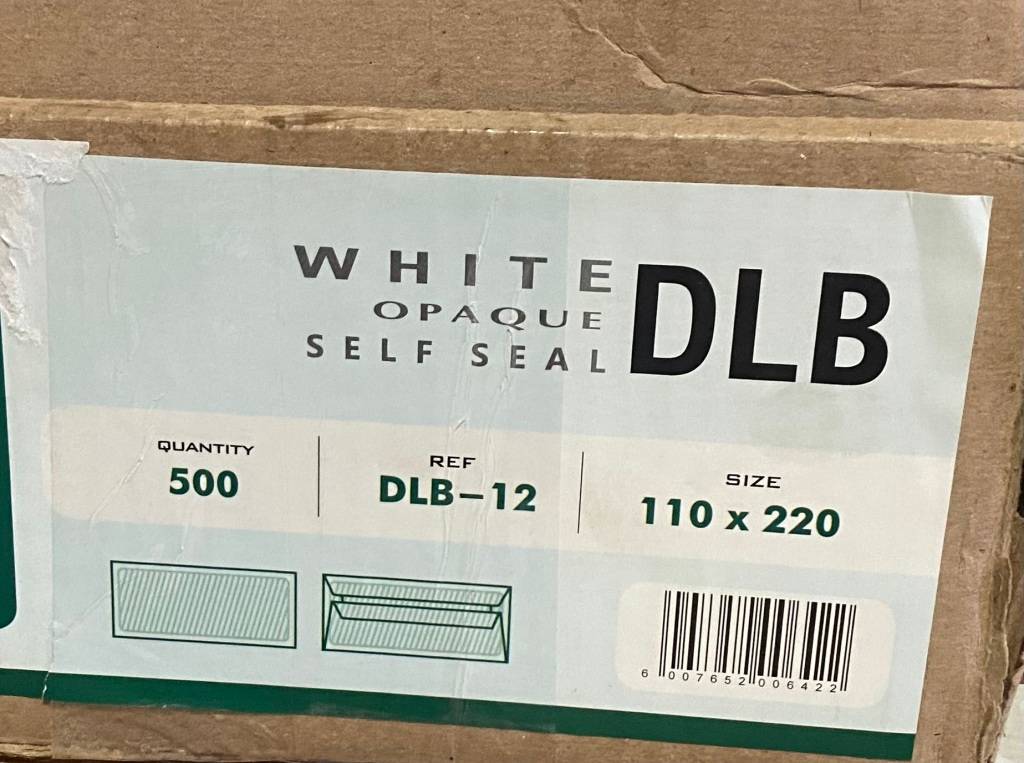 WHITE
OPAQUE
SELF SEAL
DLB
QUANTITY
500
REF
DLB–12
SIZE
110 x 220
6 007652 006422